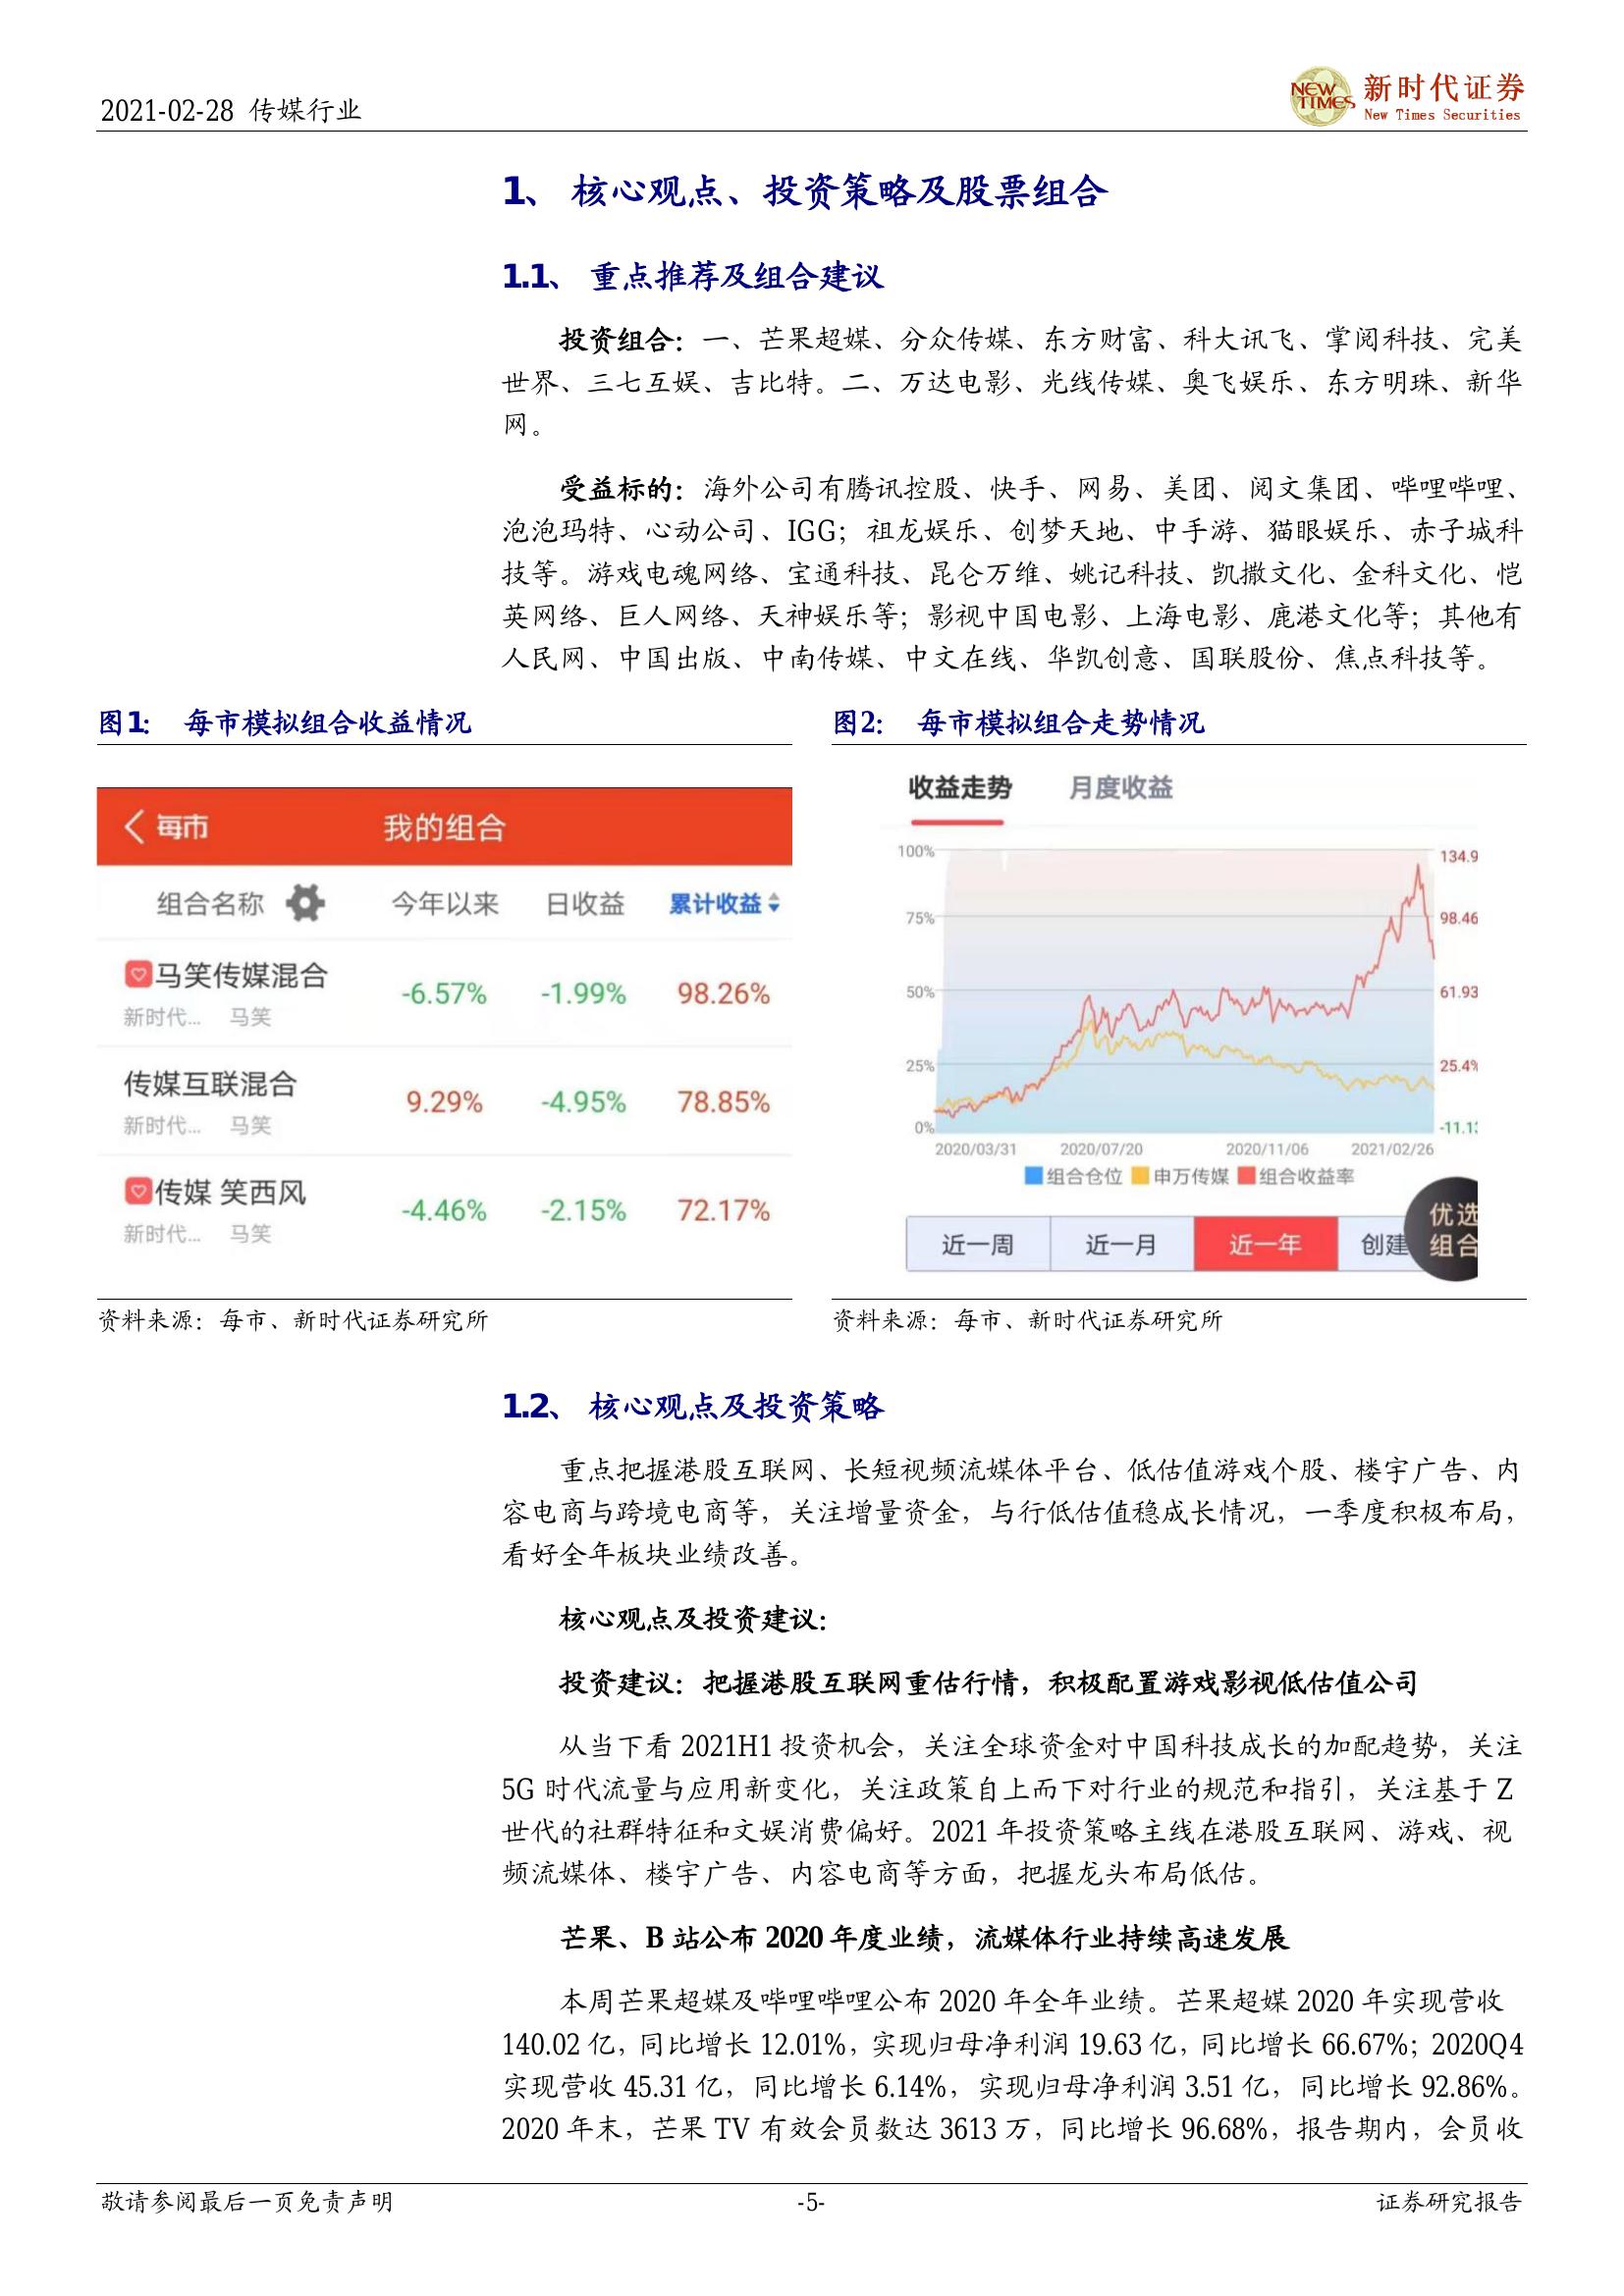 2021-02-28 传媒行业
NEW TIMES
新时代证券
New Times Securities
1、 核心观点、投资策略及股票组合
1.1、 重点推荐及组合建议
投资组合：一、芒果超媒、分众传媒、东方财富、科大讯飞、掌阅科技、完美
世界、三七互娱、吉比特。二、万达电影、光线传媒、奥飞娱乐、东方明珠、新华
网。
受益标的：海外公司有腾讯控股、快手、网易、美团、阅文集团、哔哩哔哩、
泡泡玛特、心动公司、IGG；祖龙娱乐、创梦天地、中手游、猫眼娱乐、赤子城科
技等。游戏电魂网络、宝通科技、昆仑万维、姚记科技、凯撒文化、金科文化、恺
英网络、巨人网络、天神娱乐等；影视中国电影、上海电影、鹿港文化等；其他有
人民网、中国出版、中南传媒、中文在线、华凯创意、国联股份、焦点科技等。
图1： 每市模拟组合收益情况
每市 我的组合
组合名称 今年以来 日收益 累计收益
马笑传媒混合 -6.57% -1.99% 98.26%
新时代... 马笑
传媒互联混合 9.29% -4.95% 78.85%
新时代... 马笑
传媒 笑西风 -4.46% -2.15% 72.17%
新时代... 马笑
资料来源：每市、新时代证券研究所
图2： 每市模拟组合走势情况
收益走势 月度收益
100% 134.9
75% 98.46
50% 61.93
25% 25.4%
0% -11.1
2020/03/31 2020/07/20 2020/11/06 2021/02/26
组合仓位 申万传媒 组合收益率
近一周 近一月 近一年 创建
优选
组合
资料来源：每市、新时代证券研究所
1.2、 核心观点及投资策略
重点把握港股互联网、长短视频流媒体平台、低估值游戏个股、楼宇广告、内
容电商与跨境电商等，关注增量资金，与行低估值稳成长情况，一季度积极布局，
看好全年板块业绩改善。
核心观点及投资建议：
投资建议：把握港股互联网重估行情，积极配置游戏影视低估值公司
从当下看 2021H1 投资机会，关注全球资金对中国科技成长的加配趋势，关注
5G 时代流量与应用新变化，关注政策自上而下对行业的规范和指引，关注基于 Z
世代的社群特征和文娱消费偏好。2021 年投资策略主线在港股互联网、游戏、视
频流媒体、楼宇广告、内容电商等方面，把握龙头布局低估。
芒果、B 站公布 2020 年度业绩，流媒体行业持续高速发展
本周芒果超媒及哔哩哔哩公布 2020 年全年业绩。芒果超媒 2020 年实现营收
140.02 亿，同比增长 12.01%，实现归母净利润 19.63 亿，同比增长 66.67%；2020Q4
实现营收 45.31 亿，同比增长 6.14%，实现归母净利润 3.51 亿，同比增长 92.86%。
2020 年末，芒果 TV 有效会员数达 3613 万，同比增长 96.68%，报告期内，会员收
敬请参阅最后一页免责声明 -5- 证券研究报告